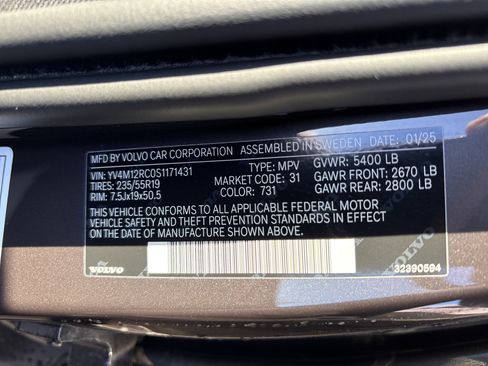 MFD BY VOLVO CAR CORPORATION ASSEMBLED IN SWEDEN DATE: 01/25
VIN: YV4M12RC0S1171431 TYPE: MPV GVWR: 5400 LB
TIRES: 235/55R19 MARKET CODE: 31 GAWR FRONT: 2670 LB
RIM: 7.5Jx19x50.5 COLOR: 731 GAWR REAR: 2800 LB
THIS VEHICLE CONFORMS TO ALL APPLICABLE FEDERAL MOTOR
VEHICLE SAFETY AND THEFT PREVENTION STANDARDS IN EFFECT
ON THE DATE OF MANUFACTURE SHOWN ABOVE.
VOLVO
VOLVO
32390594